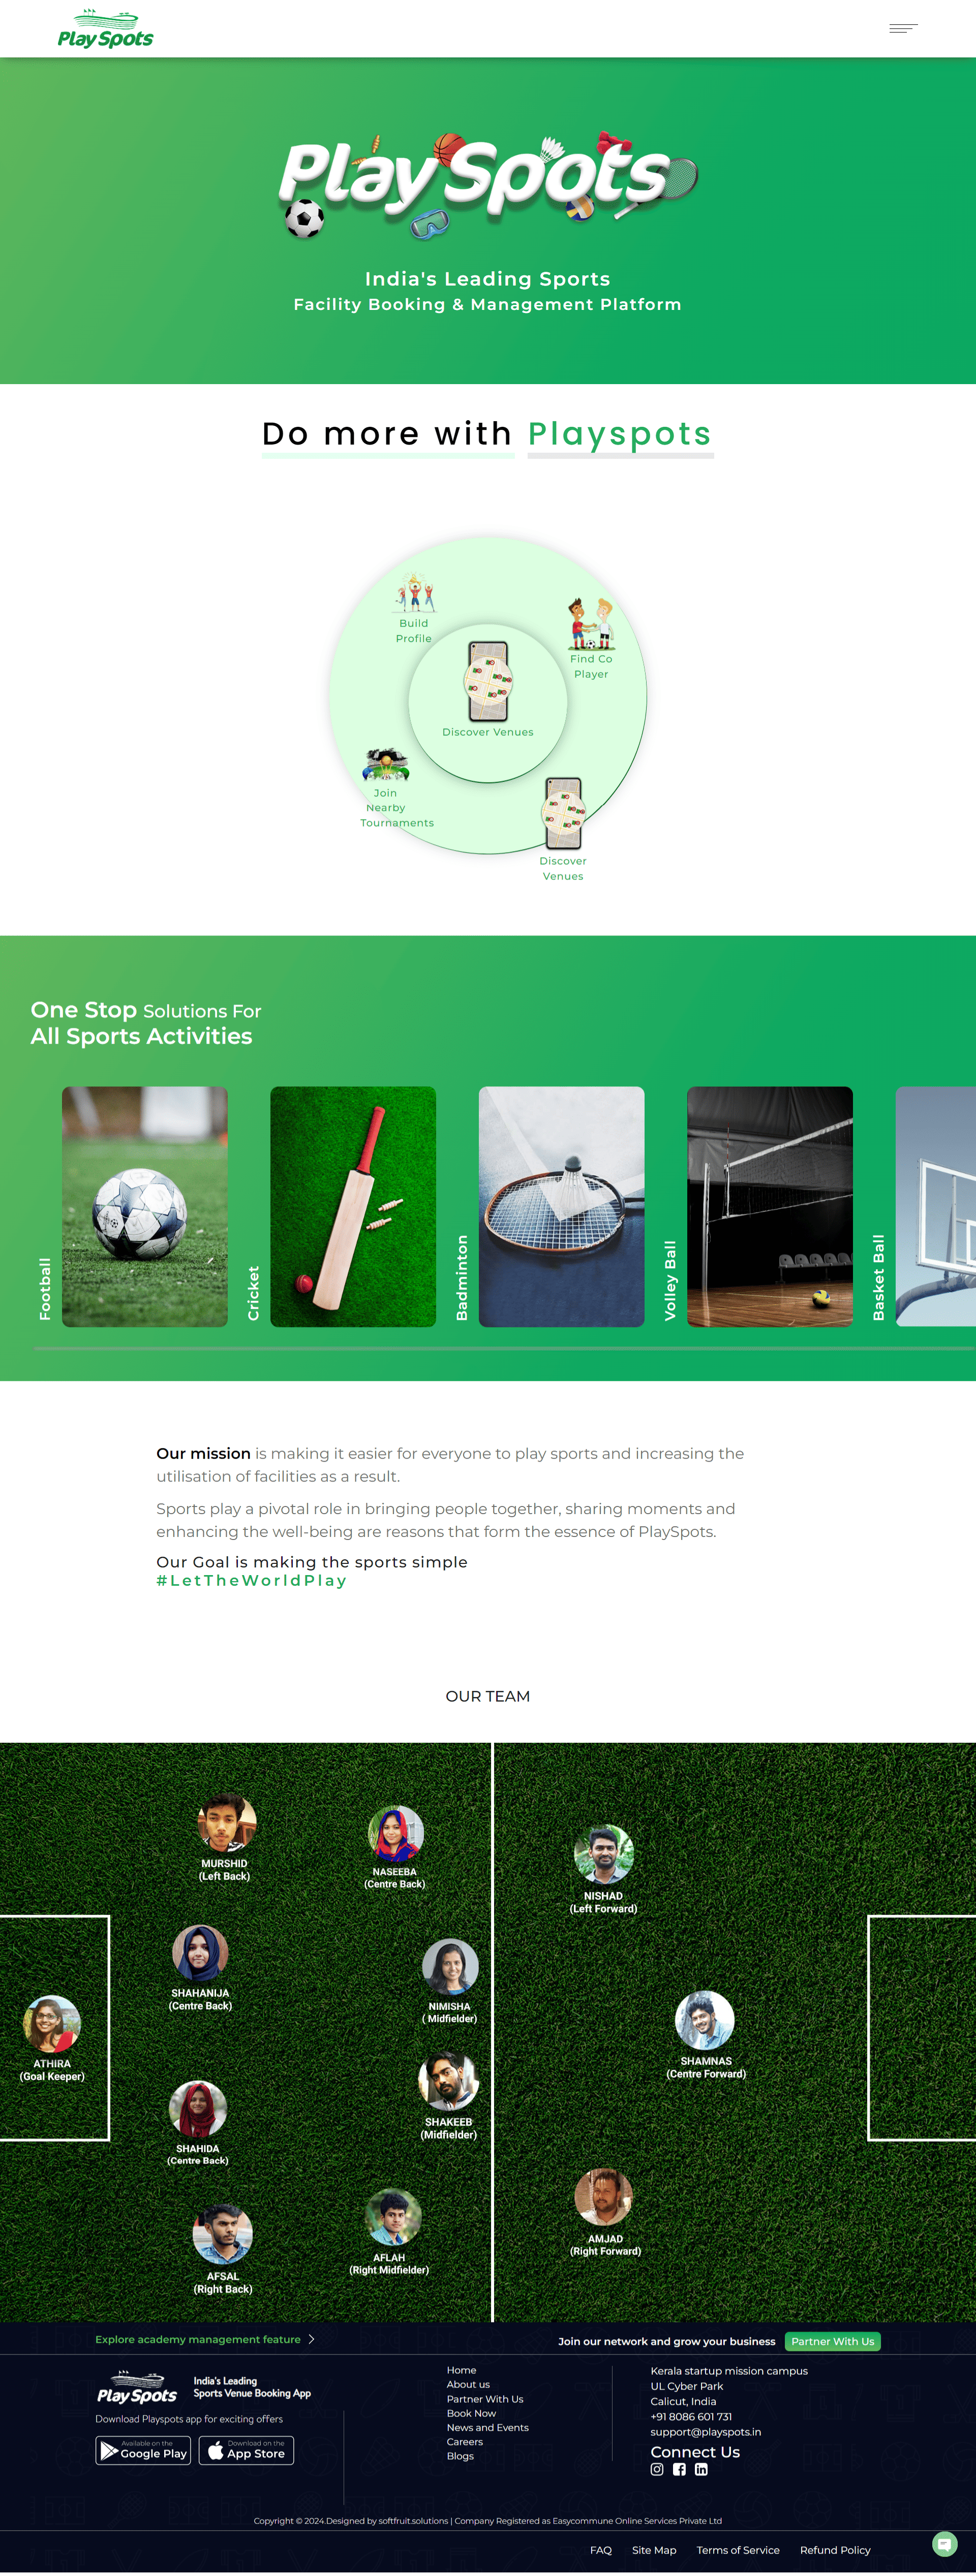 Play Spots
Play Spots
India's Leading Sports
Facility Booking & Management Platform
Do more with Playspots
Build
Profile
Find Co
Player
Discover Venues
Join
Nearby
Tournaments
Discover
Venues
One Stop Solutions For
All Sports Activities
Football
Cricket
Badminton
Volley Ball
Basket Ball
Our mission is making it easier for everyone to play sports and increasing the
utilisation of facilities as a result.
Sports play a pivotal role in bringing people together, sharing moments and
enhancing the well-being are reasons that form the essence of PlaySpots.
Our Goal is making the sports simple
#LetTheWorldPlay
OUR TEAM
MURSHID
(Left Back)
NASEEBA
(Centre Back)
NISHAD
(Left Forward)
SHAHANIJA
(Centre Back)
NIMISHA
( Midfielder)
ATHIRA
(Goal Keeper)
SHAMNAS
(Centre Forward)
SHAKEEB
(Midfielder)
SHAHIDA
(Centre Back)
AMJAD
(Right Forward)
AFLAH
(Right Midfielder)
AFSAL
(Right Back)
Explore academy management feature
Join our network and grow your business
Partner With Us
Play Spots
India's Leading
Sports Venue Booking App
Download Playspots app for exciting offers
Available on the
Google Play
Download on the
App Store
Home
About us
Partner With Us
Book Now
News and Events
Careers
Blogs
Kerala startup mission campus
UL Cyber Park
Calicut, India
+91 8086 601 731
support@playspots.in
Connect Us
Copyright © 2024.Designed by softfruit.solutions | Company Registered as Easycommune Online Services Private Ltd
FAQ
Site Map
Terms of Service
Refund Policy